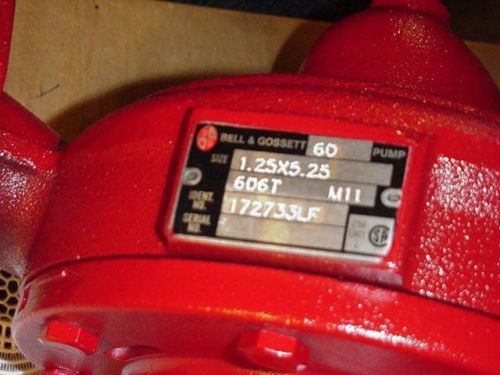 BELL & GOSSETT 60 PUMP
SIZE 1.25X5.25
606T M11
IDENT. NO. 172733LF
SERIAL NO.